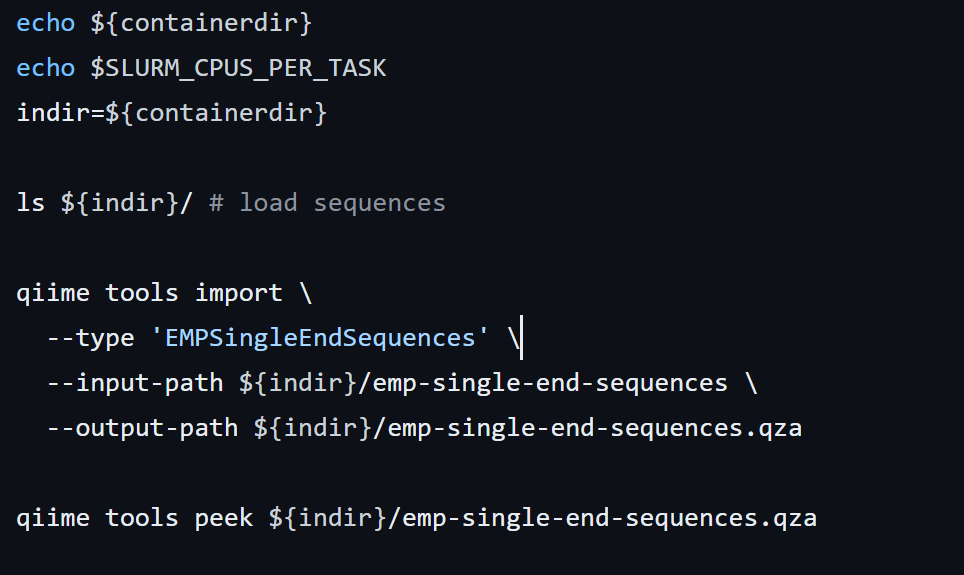 echo ${containerdir}
echo $SLURM_CPUS_PER_TASK
indir=${containerdir}
ls ${indir}/ # load sequences
qiime tools import \
--type 'EMPSingleEndSequences' \
--input-path ${indir}/emp-single-end-sequences \
--output-path ${indir}/emp-single-end-sequences.qza
qiime tools peek ${indir}/emp-single-end-sequences.qza